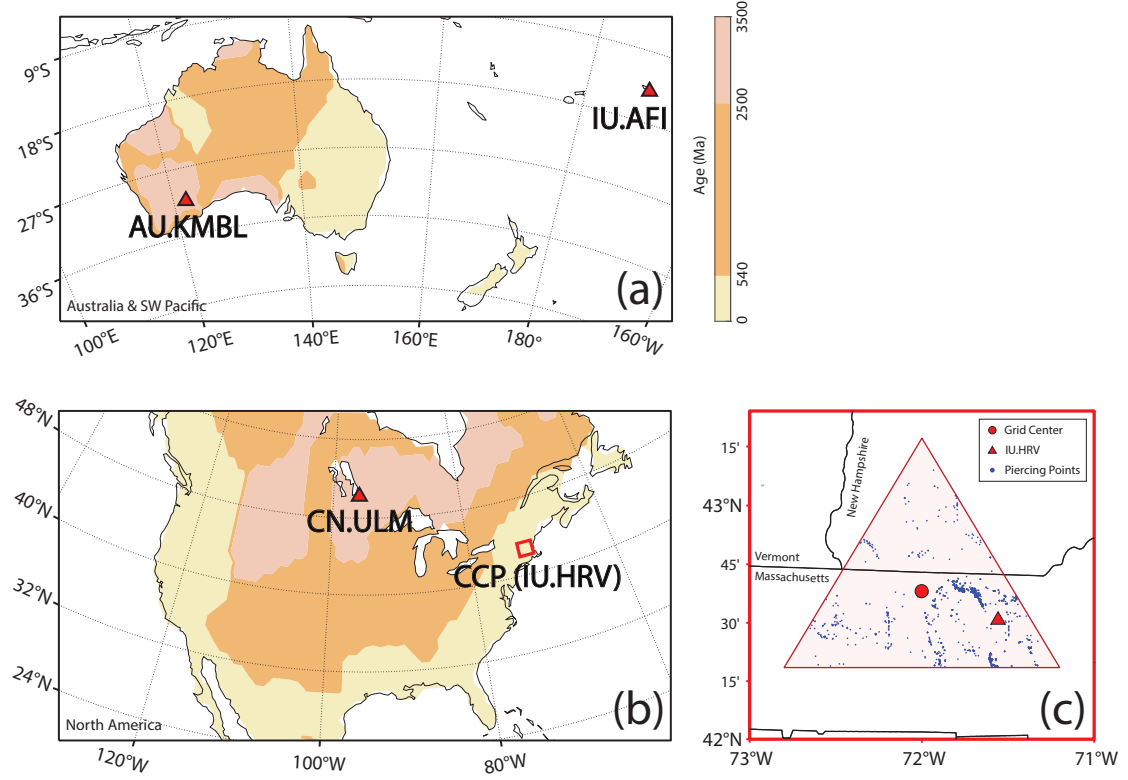 9°S
18°S
27°S
36°S
IU.AFI
AU.KMBL
Australia & SW Pacific
(a)
100°E
120°E
140°E
160°E
180°
160°W
3500
2500
540
0
Age (Ma)
48°N
40°N
32°N
24°N
CN.ULM
CCP (IU.HRV)
North America
(b)
120°W
100°W
80°W
15'
43°N
45'
30'
15'
42°N
Grid Center
IU.HRV
Piercing Points
New Hampshire
Vermont
Massachusetts
(c)
73°W
72°W
71°W